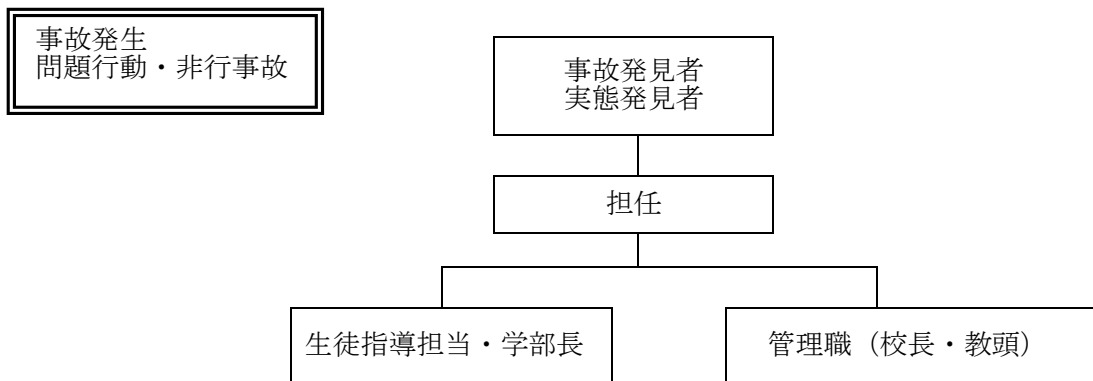 事故発生
問題行動・非行事故
事故発見者
実態発見者
担任
生徒指導担当・学部長
管理職（校長・教頭）